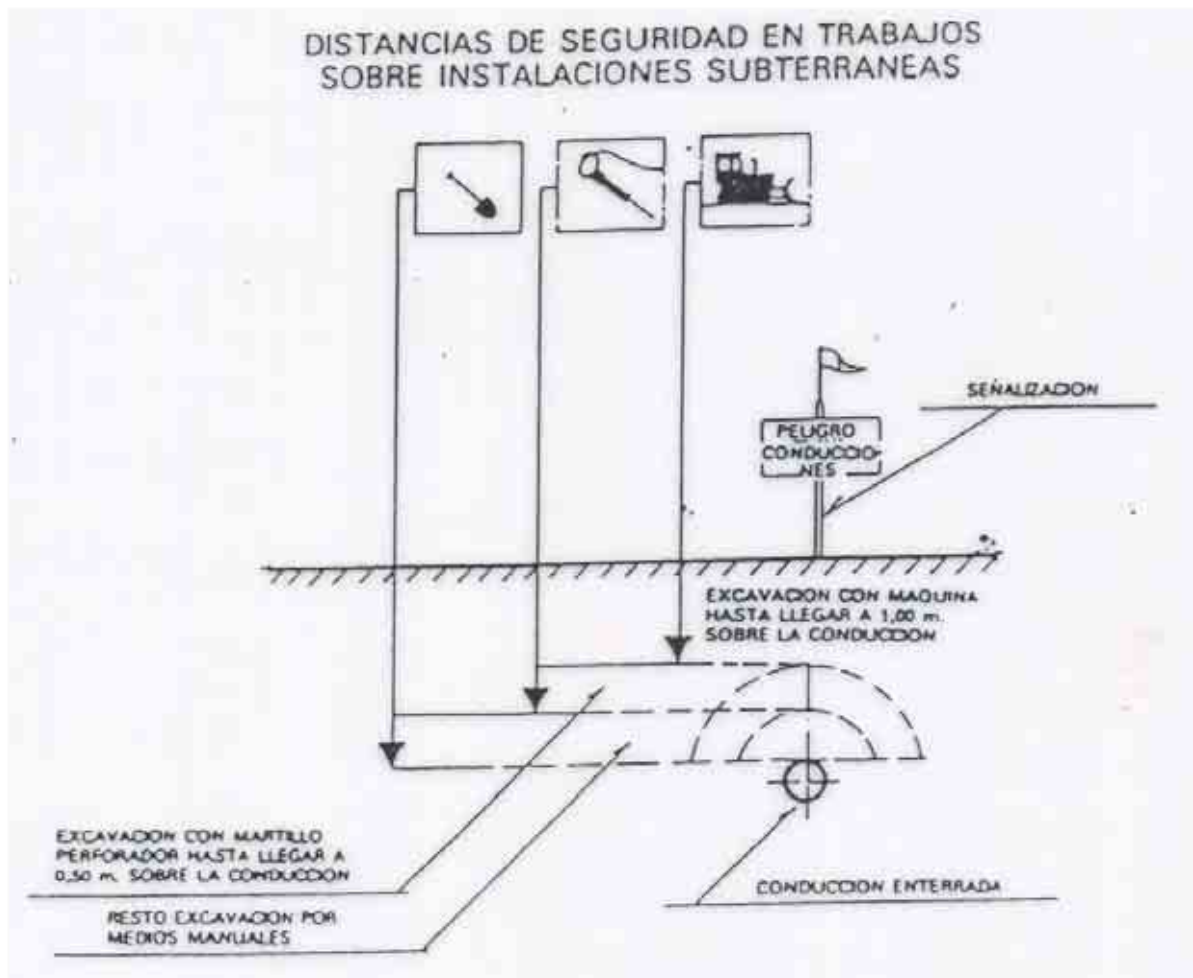 DISTANCIAS DE SEGURIDAD EN TRABAJOS
SOBRE INSTALACIONES SUBTERRANEAS
SEÑALIZACION
PELIGRO
CONDUCCIO-
NES
EXCAVACION CON MAQUINA
HASTA LLEGAR A 1,00 m.
SOBRE LA CONDUCCION
EXCAVACION CON MARTILLO
PERFORADOR HASTA LLEGAR A
0,50 m. SOBRE LA CONDUCCION
RESTO EXCAVACION POR
MEDIOS MANUALES
CONDUCCION ENTERRADA